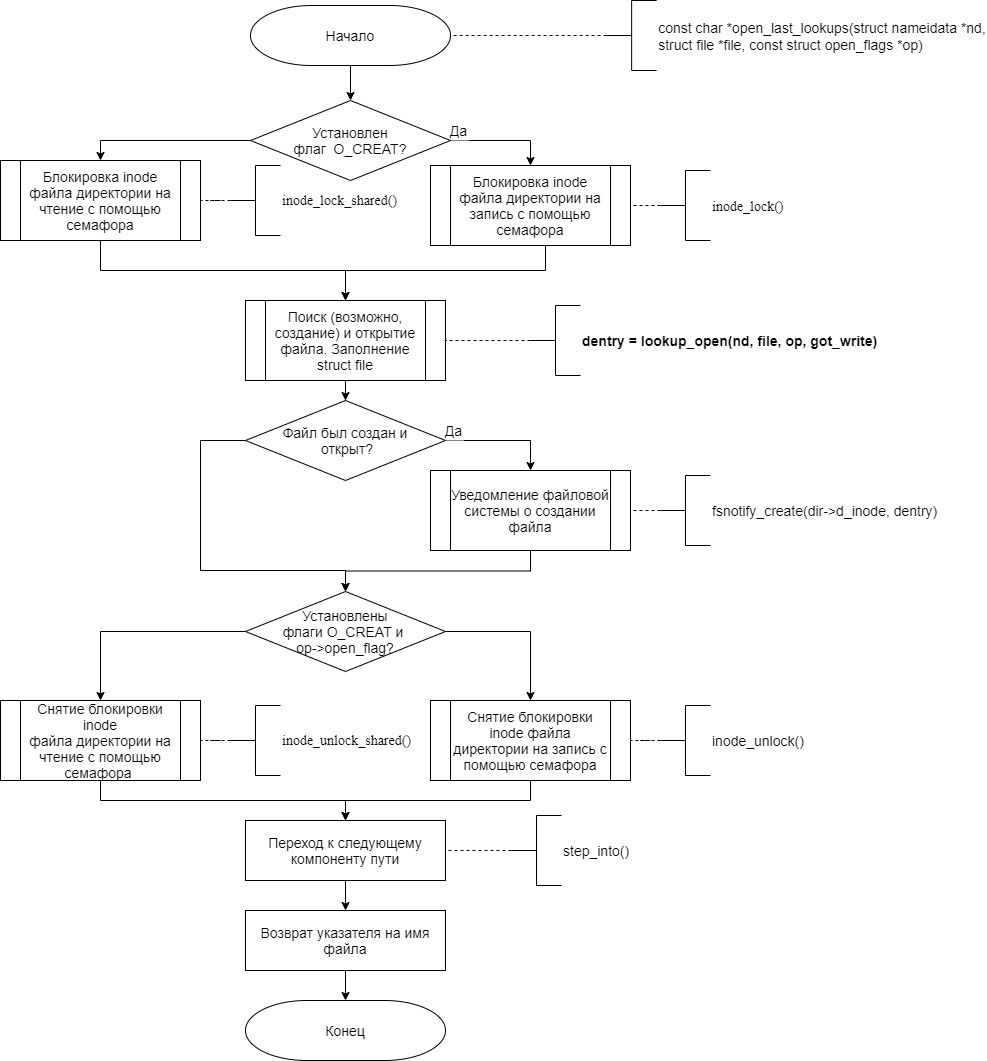 Начало
const char *open_last_lookups(struct nameidata *nd,
struct file *file, const struct open_flags *op)
Установлен
флаг O_CREAT?
Да
Блокировка inode
файла директории на
чтение с помощью
семафора
inode_lock_shared()
Блокировка inode
файла директории на
запись с помощью
семафора
inode_lock()
Поиск (возможно,
создание) и открытие
файла. Заполнение
struct file
dentry = lookup_open(nd, file, op, got_write)
Файл был создан и
открыт?
Да
Уведомление файловой
системы о создании
файла
fsnotify_create(dir->d_inode, dentry)
Установлены
флаги O_CREAT и
op->open_flag?
Снятие блокировки
inode
файла директории на
чтение с помощью
семафора
inode_unlock_shared()
Снятие блокировки
inode файла
директории на запись с
помощью семафора
inode_unlock()
Переход к следующему
компоненту пути
step_into()
Возврат указателя на имя
файла
Конец